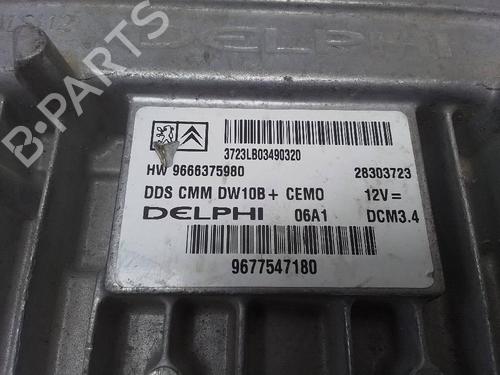 DELPHI
3723LB03490320
HW 9666375980 28303723
DDS CMM DW10B+ CEMO 12V =
DELPHI 06A1 DCM3.4
9677547180
B-PARTS